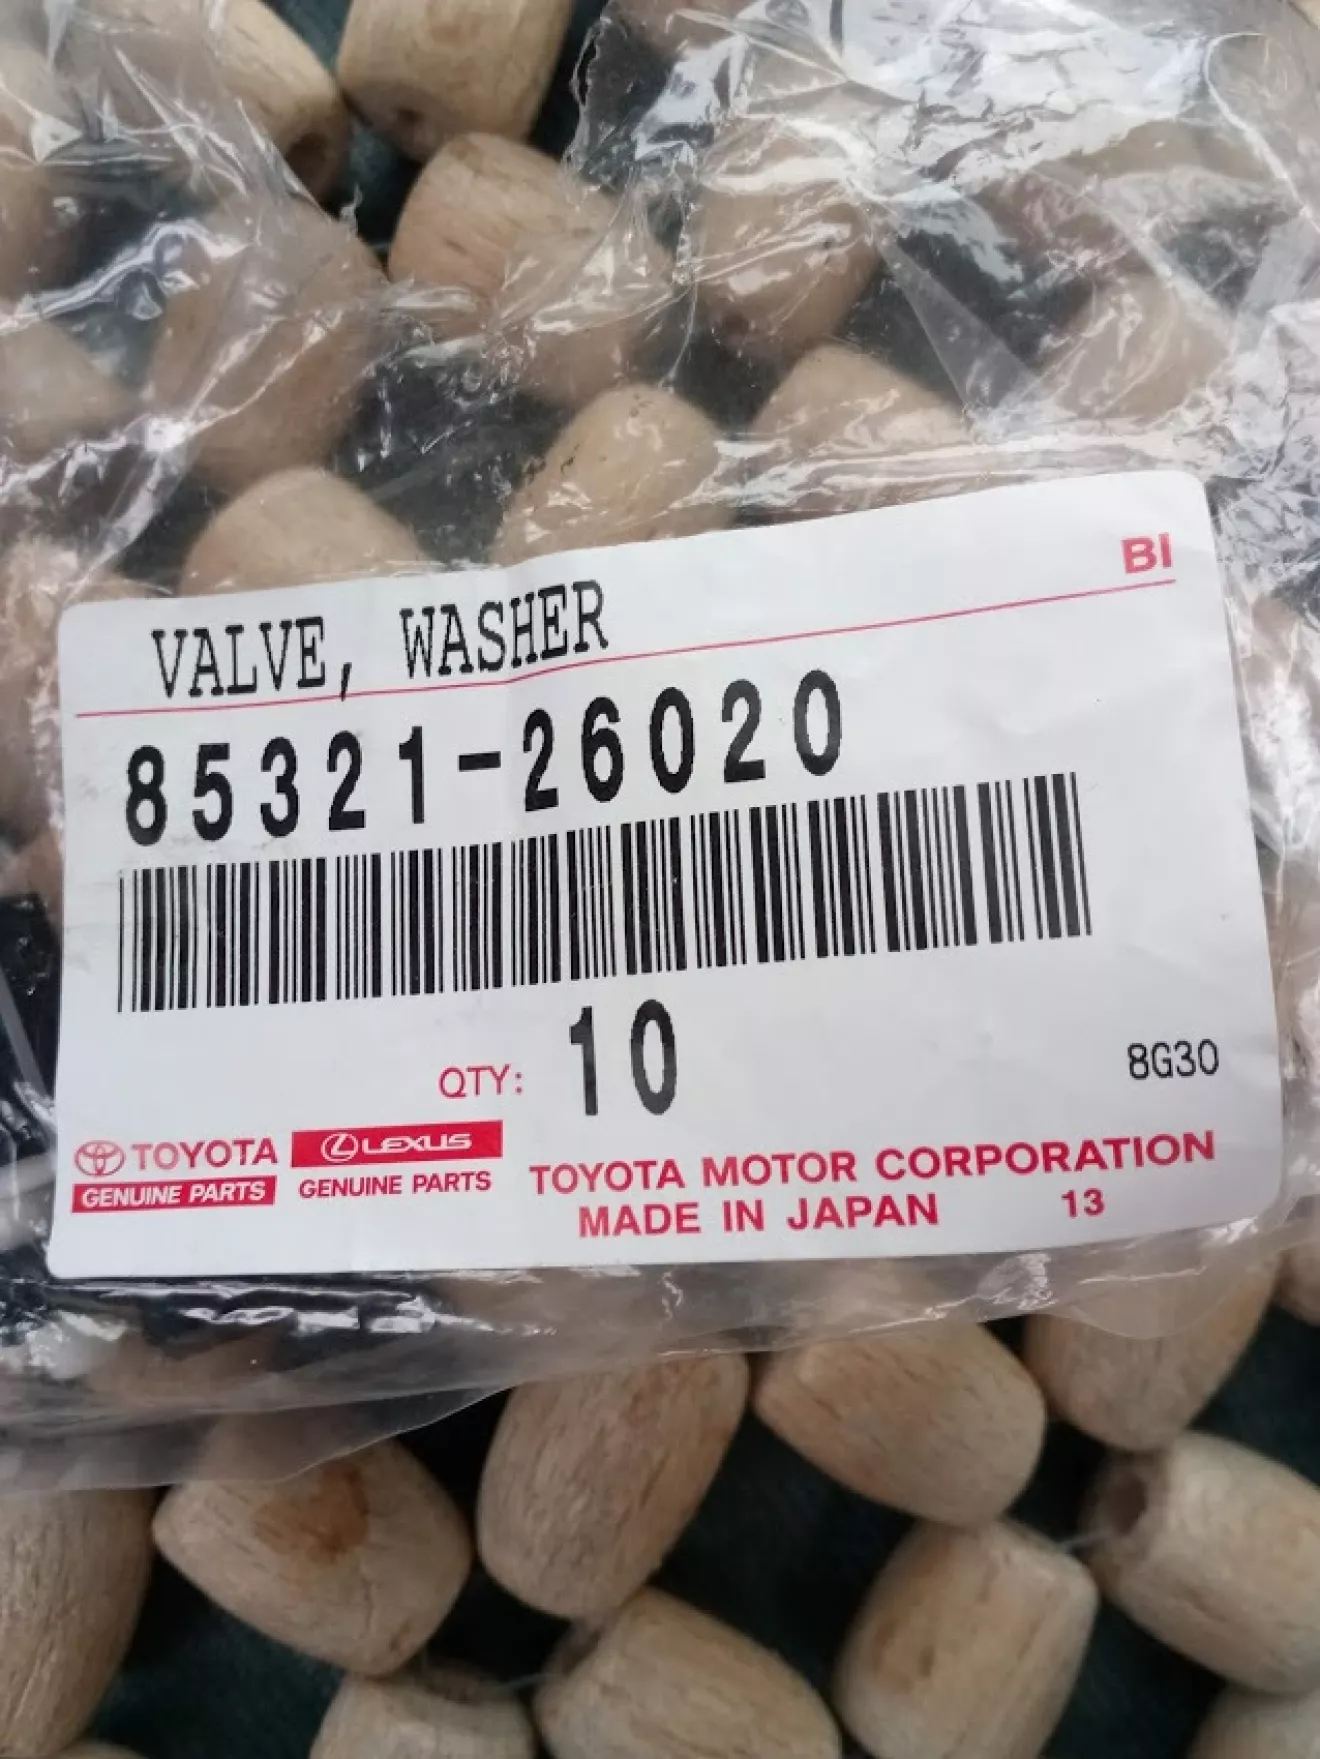 BI
VALVE, WASHER
85321-26020
QTY: 10
8G30
TOYOTA
GENUINE PARTS
LEXUS
GENUINE PARTS
TOYOTA MOTOR CORPORATION
MADE IN JAPAN 13